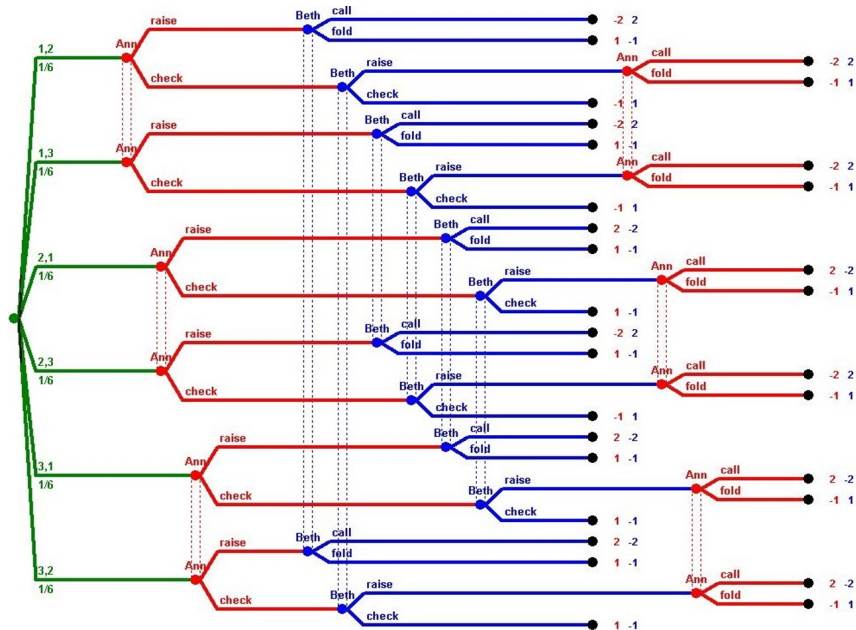 call -2 2
Beth
raise
fold 1 -1
Ann
call -2 2
1,2
1/6
Beth
raise
Ann
fold -1 1
check
check -1 1
call -2 2
raise
Beth
fold 1 -1
Ann
call -2 2
1,3
1/6
Beth
raise
Ann
fold -1 1
check
check -1 1
call 2 -2
raise
Beth
fold 1 -1
Ann
call 2 -2
2,1
1/6
Beth
raise
Ann
fold -1 1
check
check 1 -1
call -2 2
raise
Beth
fold 1 -1
Ann
call -2 2
2,3
1/6
Beth
raise
Ann
fold -1 1
check
check -1 1
call 2 -2
raise
Beth
fold 1 -1
Ann
call 2 -2
3,1
1/6
Beth
raise
Ann
fold -1 1
check
check 1 -1
call 2 -2
raise
Beth
fold 1 -1
Ann
call 2 -2
3,2
1/6
Beth
raise
Ann
fold -1 1
check
check 1 -1